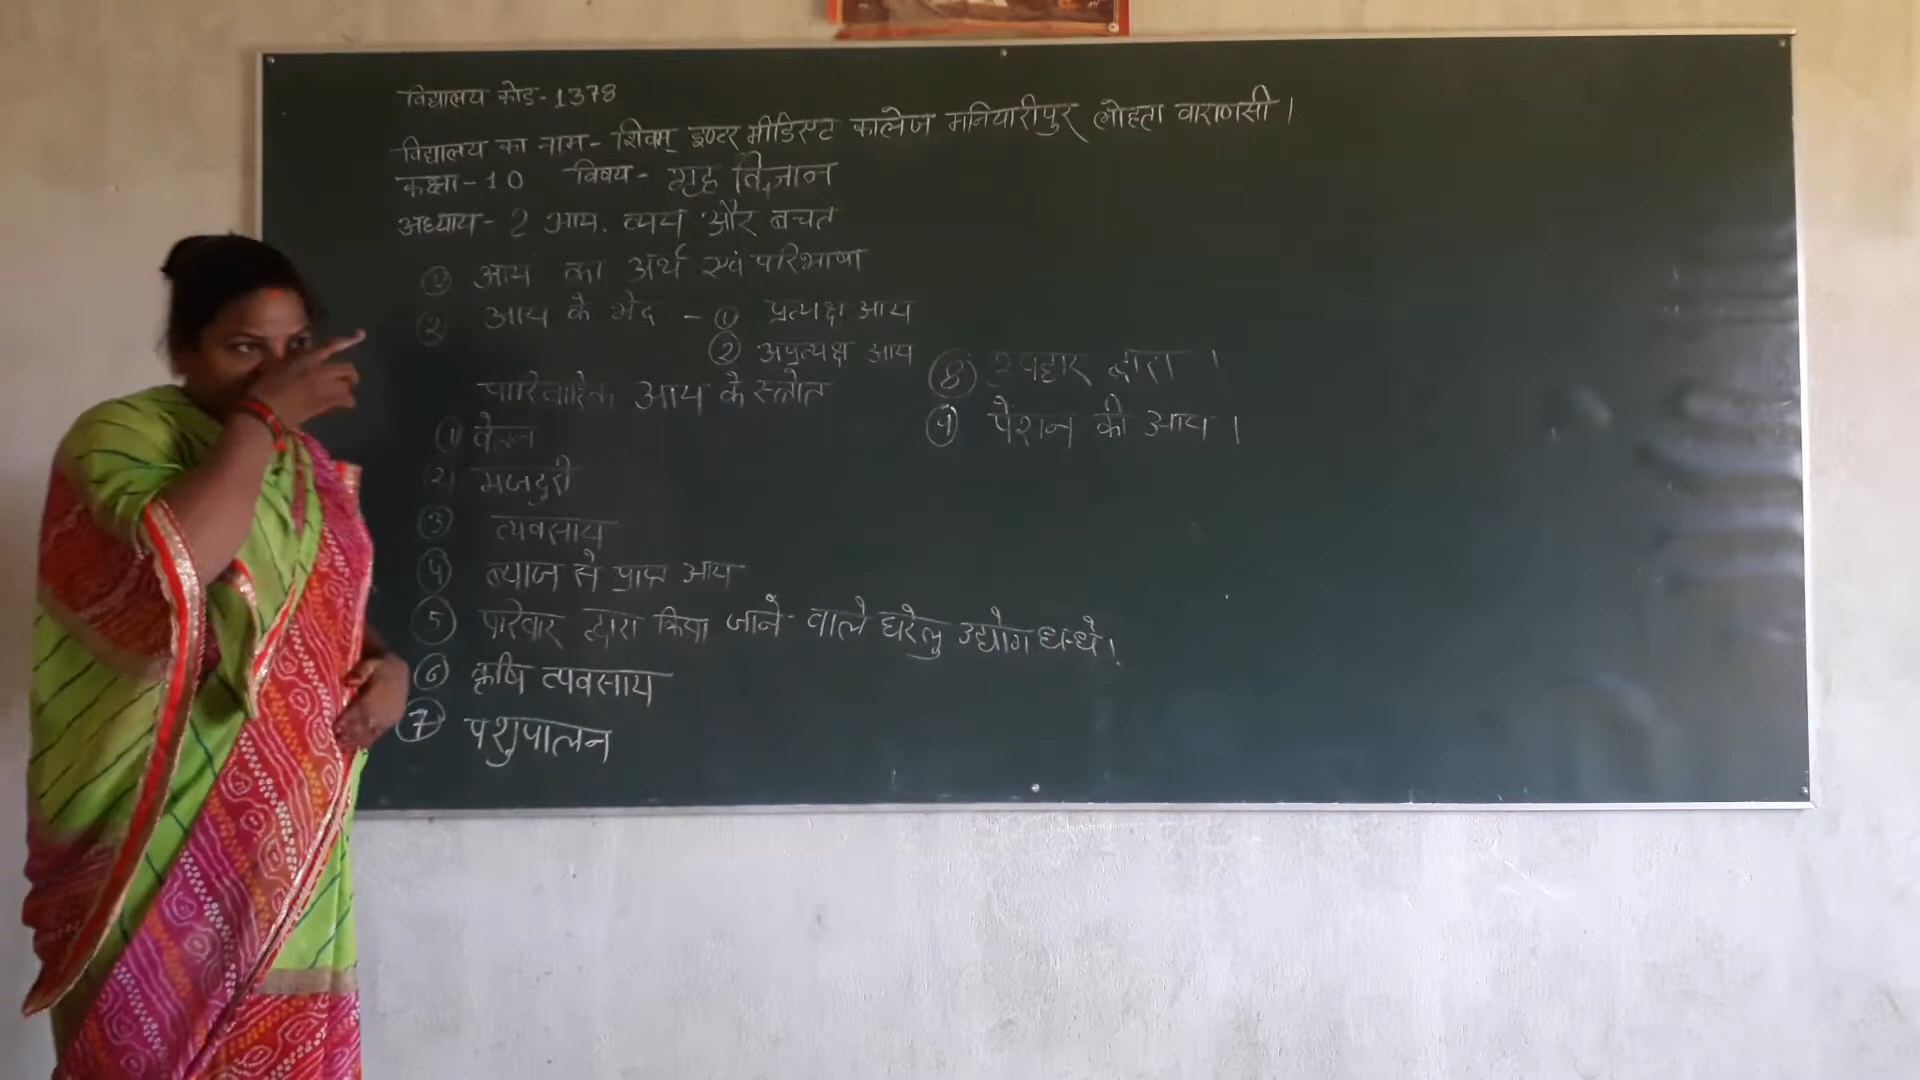 विद्यालय कोड-1378
विद्यालय का नाम- शिवम् इण्टरमीडिएट कालेज मनियारीपुर लोहता वाराणसी।
कक्षा-10 विषय- गृह विज्ञान
अध्याय-2 आय. व्यय और बचत
① आय का अर्थ एवं परिभाषा
② आय के भेद - ① प्रत्यक्ष आय
② अप्रत्यक्ष आय
पारिवारिक आय के स्त्रोत
① वेतन
② मजदुरी
③ व्यवसाय
④ ब्याज से प्राप्त आय
⑤ परिवार द्वारा किया जाने वाले घरेलु उद्योग धन्धे।
⑥ कृषि व्यवसाय
⑦ पशुपालन
⑧ उपहार द्वारा।
⑨ पेंशन की आय।